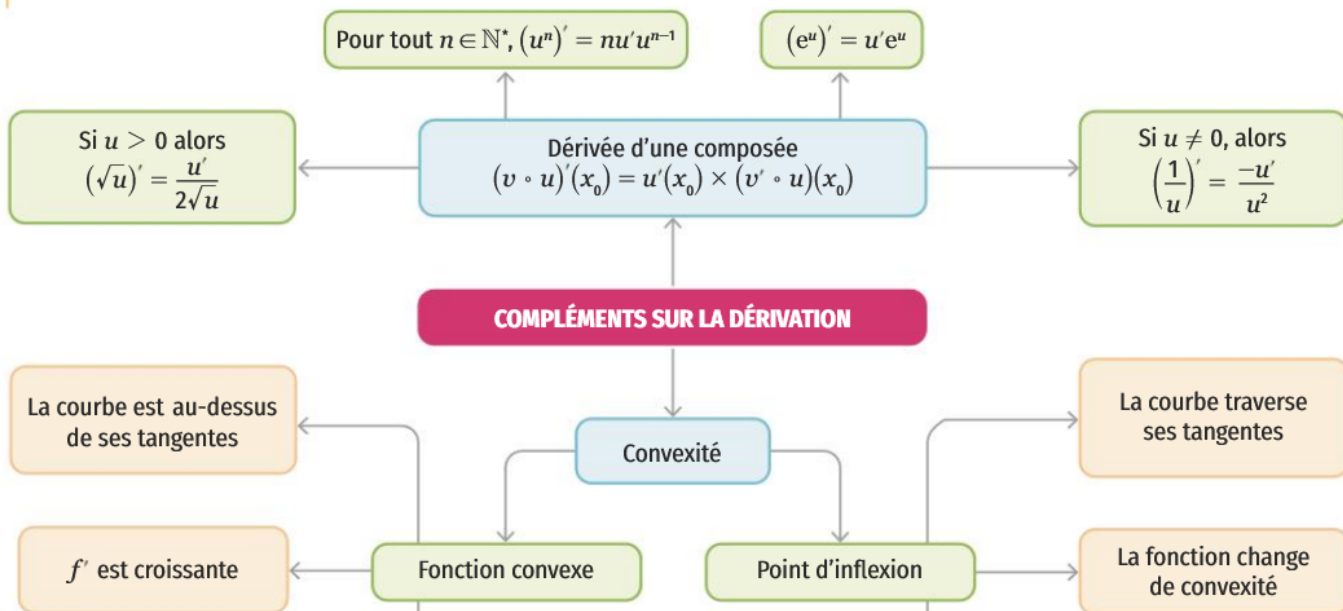 Pour tout n ∈ ℕ*, (uⁿ)′ = nu′uⁿ⁻¹
(eᵘ)′ = u′eᵘ
Si u > 0 alors
(√u)′ = u′/(2√u)
Dérivée d'une composée
(v ∘ u)′(x₀) = u′(x₀) × (v′ ∘ u)(x₀)
Si u ≠ 0, alors
(1/u)′ = −u′/u²
COMPLÉMENTS SUR LA DÉRIVATION
La courbe est au-dessus
de ses tangentes
Convexité
La courbe traverse
ses tangentes
f′ est croissante
Fonction convexe
Point d'inflexion
La fonction change
de convexité